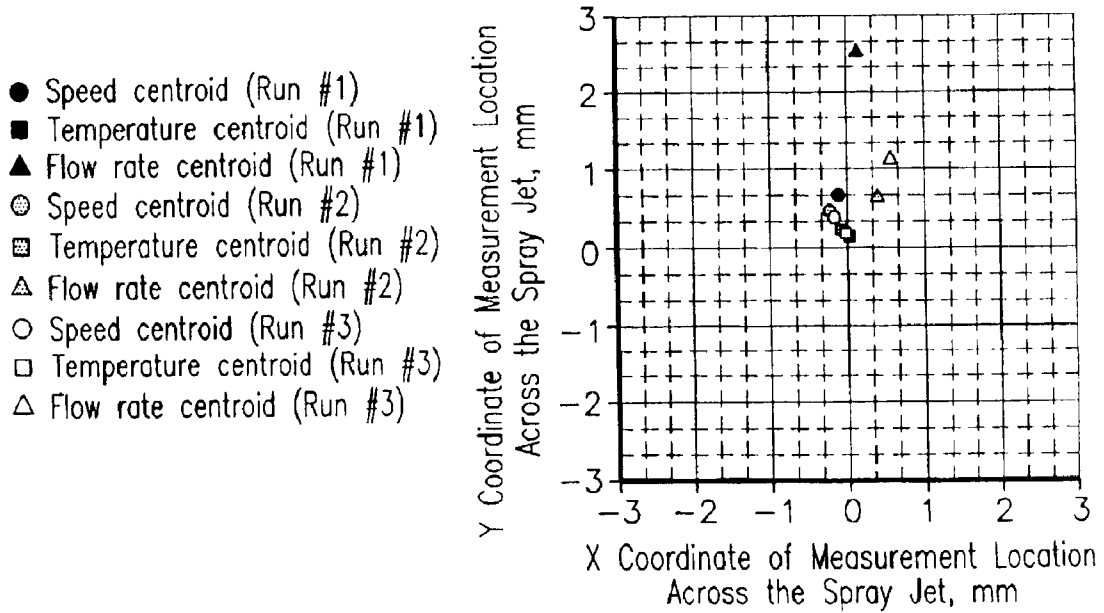 Speed centroid (Run #1)
Temperature centroid (Run #1)
Flow rate centroid (Run #1)
Speed centroid (Run #2)
Temperature centroid (Run #2)
Flow rate centroid (Run #2)
Speed centroid (Run #3)
Temperature centroid (Run #3)
Flow rate centroid (Run #3)
Y Coordinate of Measurement Location
Across the Spray Jet, mm
3
2
1
0
−1
−2
−3
−3 −2 −1 0 1 2 3
X Coordinate of Measurement Location
Across the Spray Jet, mm